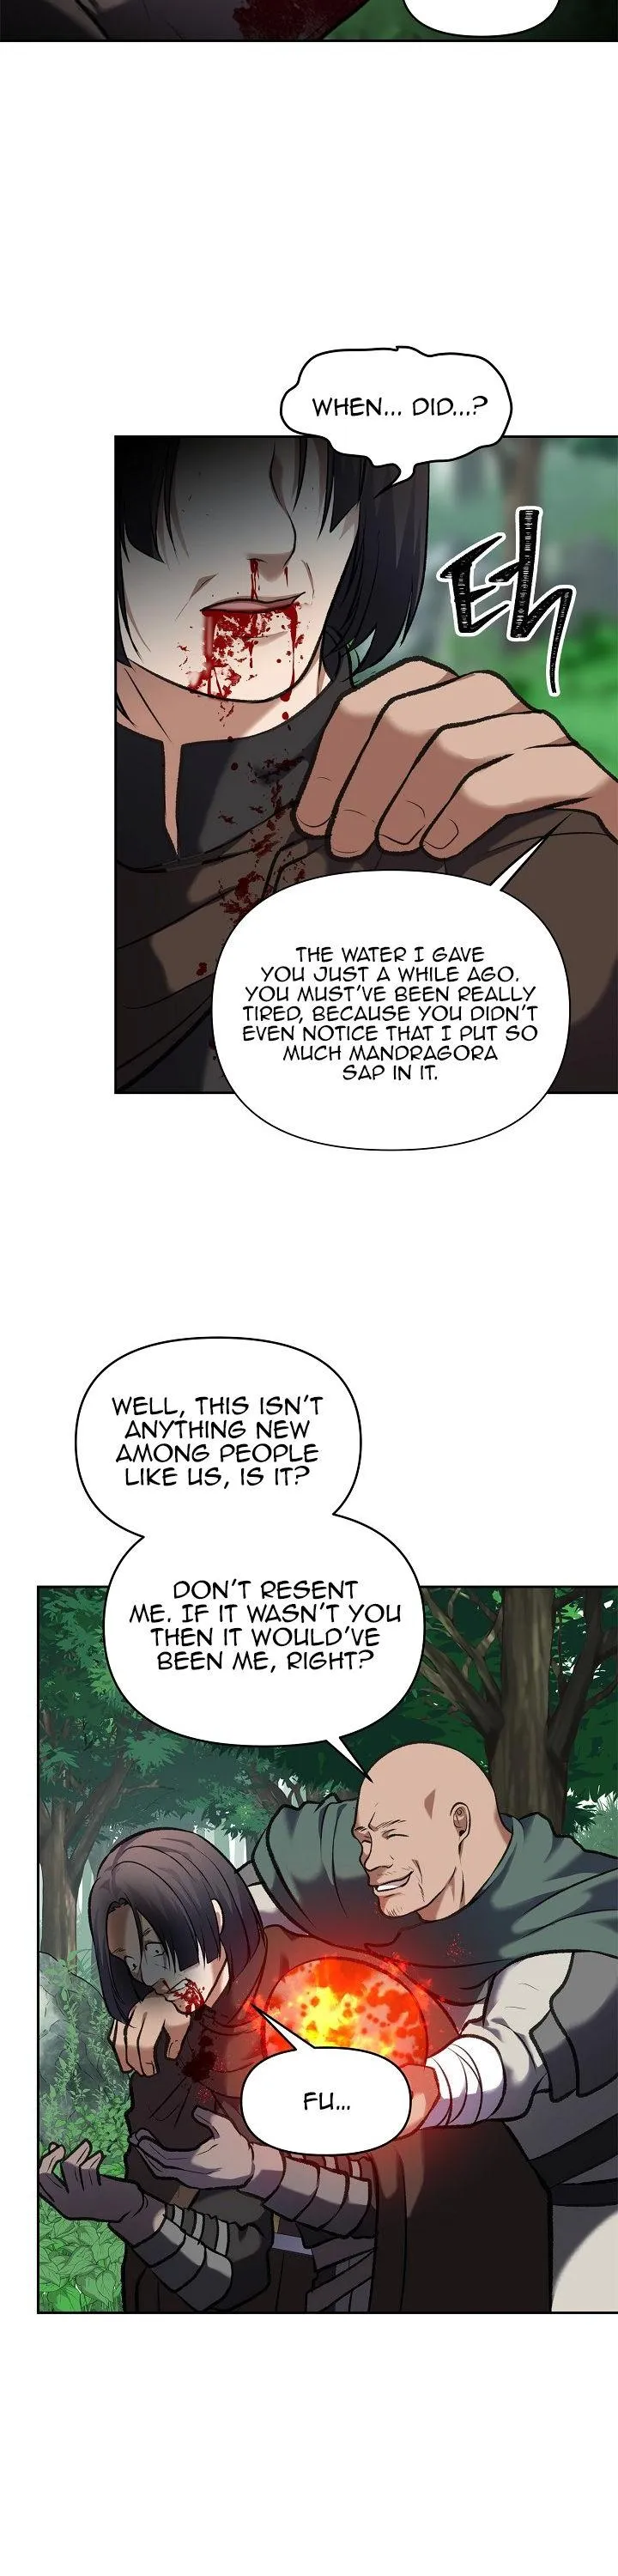 WHEN... DID...?
터
THE WATER I GAVE
YOU JUST A WHILE AGO.
YOU MUST'VE BEEN REALLY
TIRED, BECAUSE YOU DIDN'T
EVEN NOTICE THAT I PUT SO
MUCH MANDRAGORA
SAP IN IT.
WELL, THIS ISN'T
ANYTHING NEW
AMONG PEOPLE
LIKE US, IS IT?
DON'T RESENT
ME. IF IT WASN'T YOU
THEN IT WOULD'VE
BEEN ME, RIGHT?
FU...